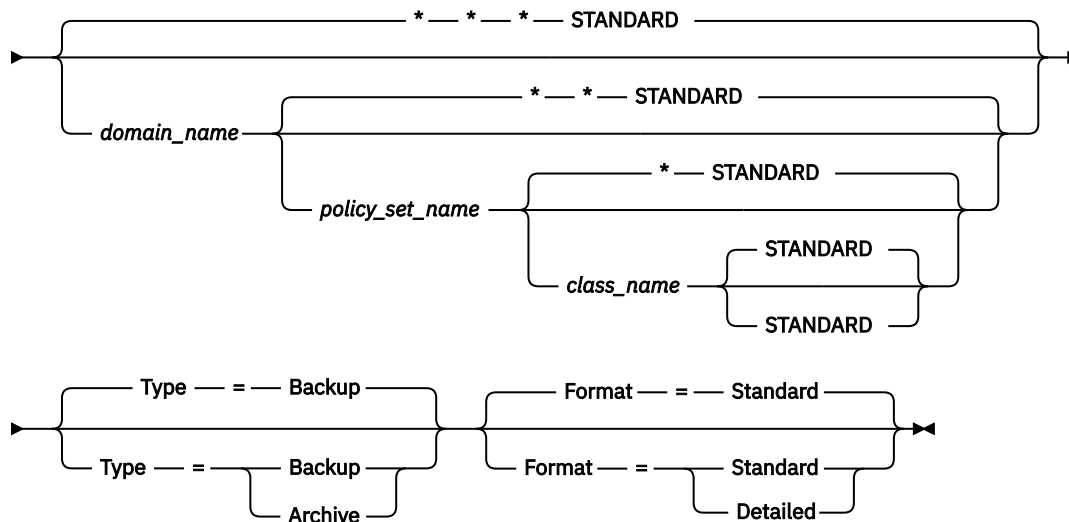 * * * STANDARD
* * STANDARD
domain_name
* STANDARD
policy_set_name
STANDARD
class_name
STANDARD
Type = Backup Format = Standard
Type = Backup Format = Standard
Archive Detailed